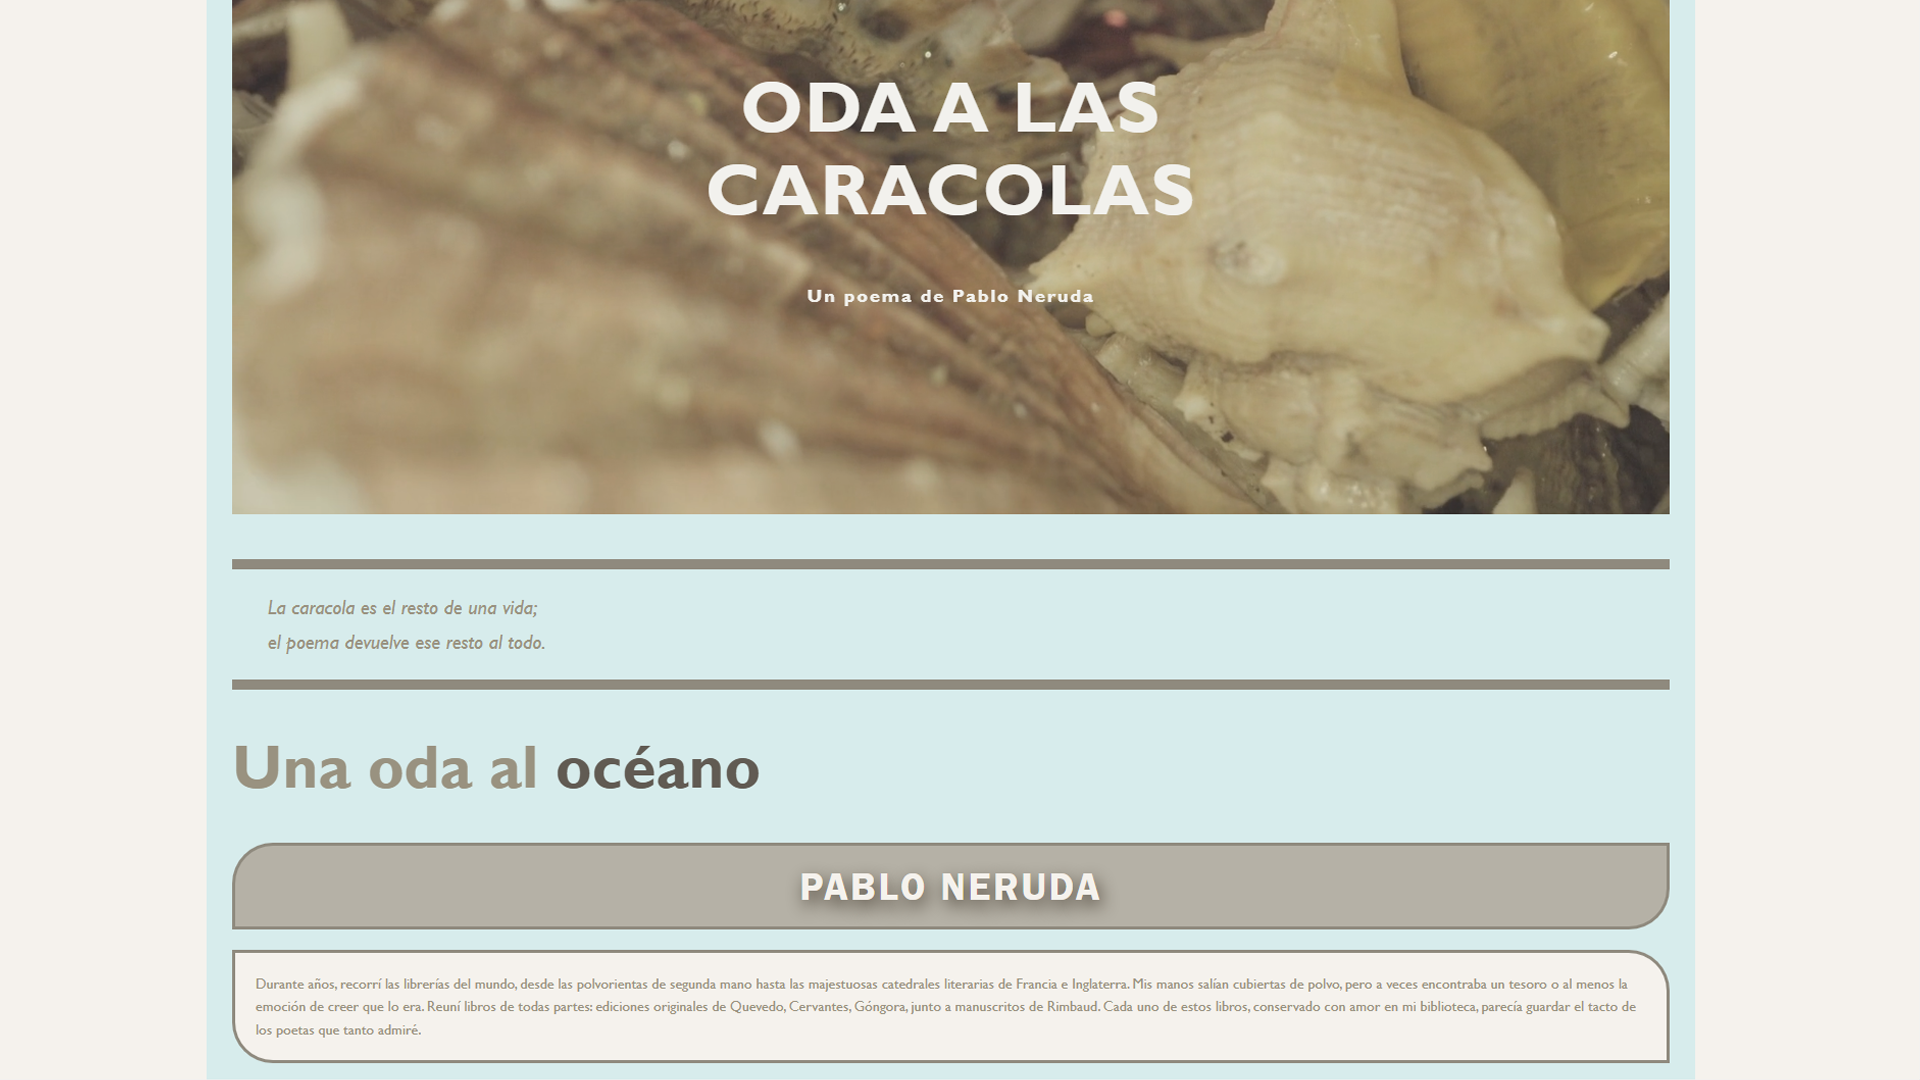 ODA A LAS
CARACOLAS
Un poema de Pablo Neruda
La caracola es el resto de una vida;
el poema devuelve ese resto al todo.
Una oda al océano
PABLO NERUDA
Durante años, recorrí las librerías del mundo, desde las polvorientas de segunda mano hasta las majestuosas catedrales literarias de Francia e Inglaterra. Mis manos salían cubiertas de polvo, pero a veces encontraba un tesoro o al menos la
emoción de creer que lo era. Reuní libros de todas partes: ediciones originales de Quevedo, Cervantes, Góngora, junto a manuscritos de Rimbaud. Cada uno de estos libros, conservado con amor en mi biblioteca, parecía guardar el tacto de
los poetas que tanto admiré.